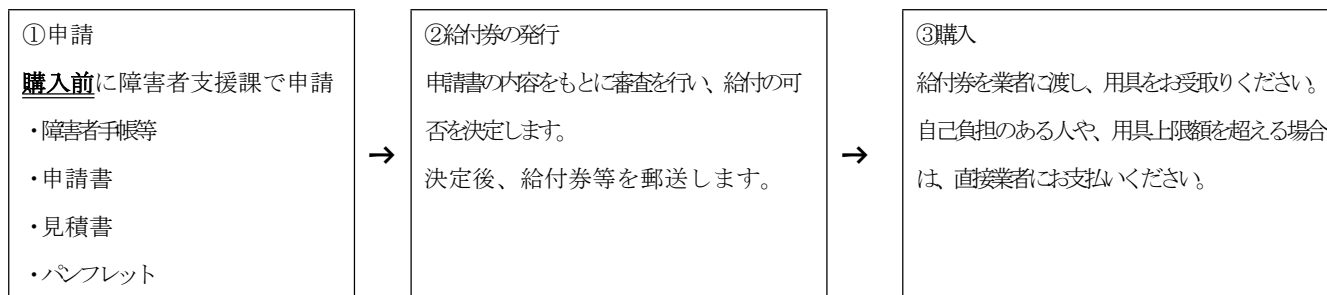 ①申請
購入前に障害者支援課で申請
・障害者手帳等
・申請書
・見積書
・パンフレット
→
②給付券の発行
申請書の内容をもとに審査を行い、給付の可
否を決定します。
決定後、給付券等を郵送します。
→
③購入
給付券を業者に渡し、用具をお受取りください。
自己負担のある人や、用具上限額を超える場合
は、直接業者にお支払いください。